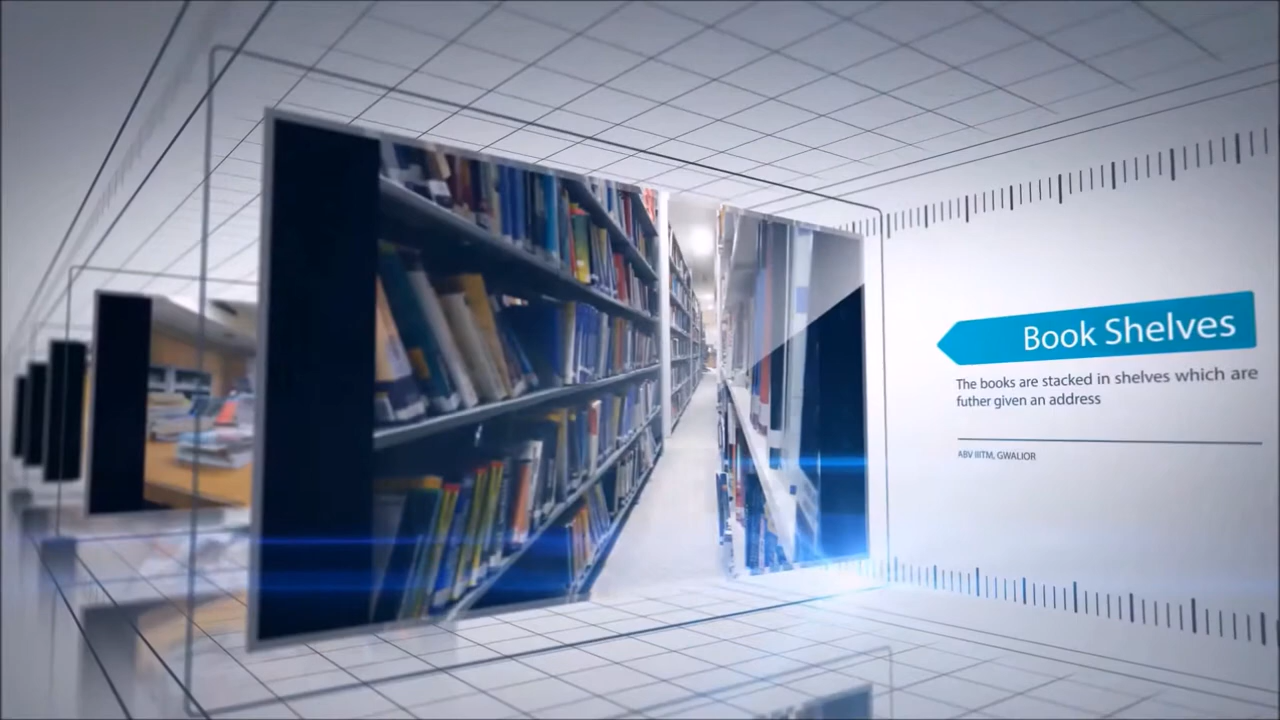 Book Shelves
The books are stacked in shelves which are
futher given an address
ABV IIITM, GWALIOR